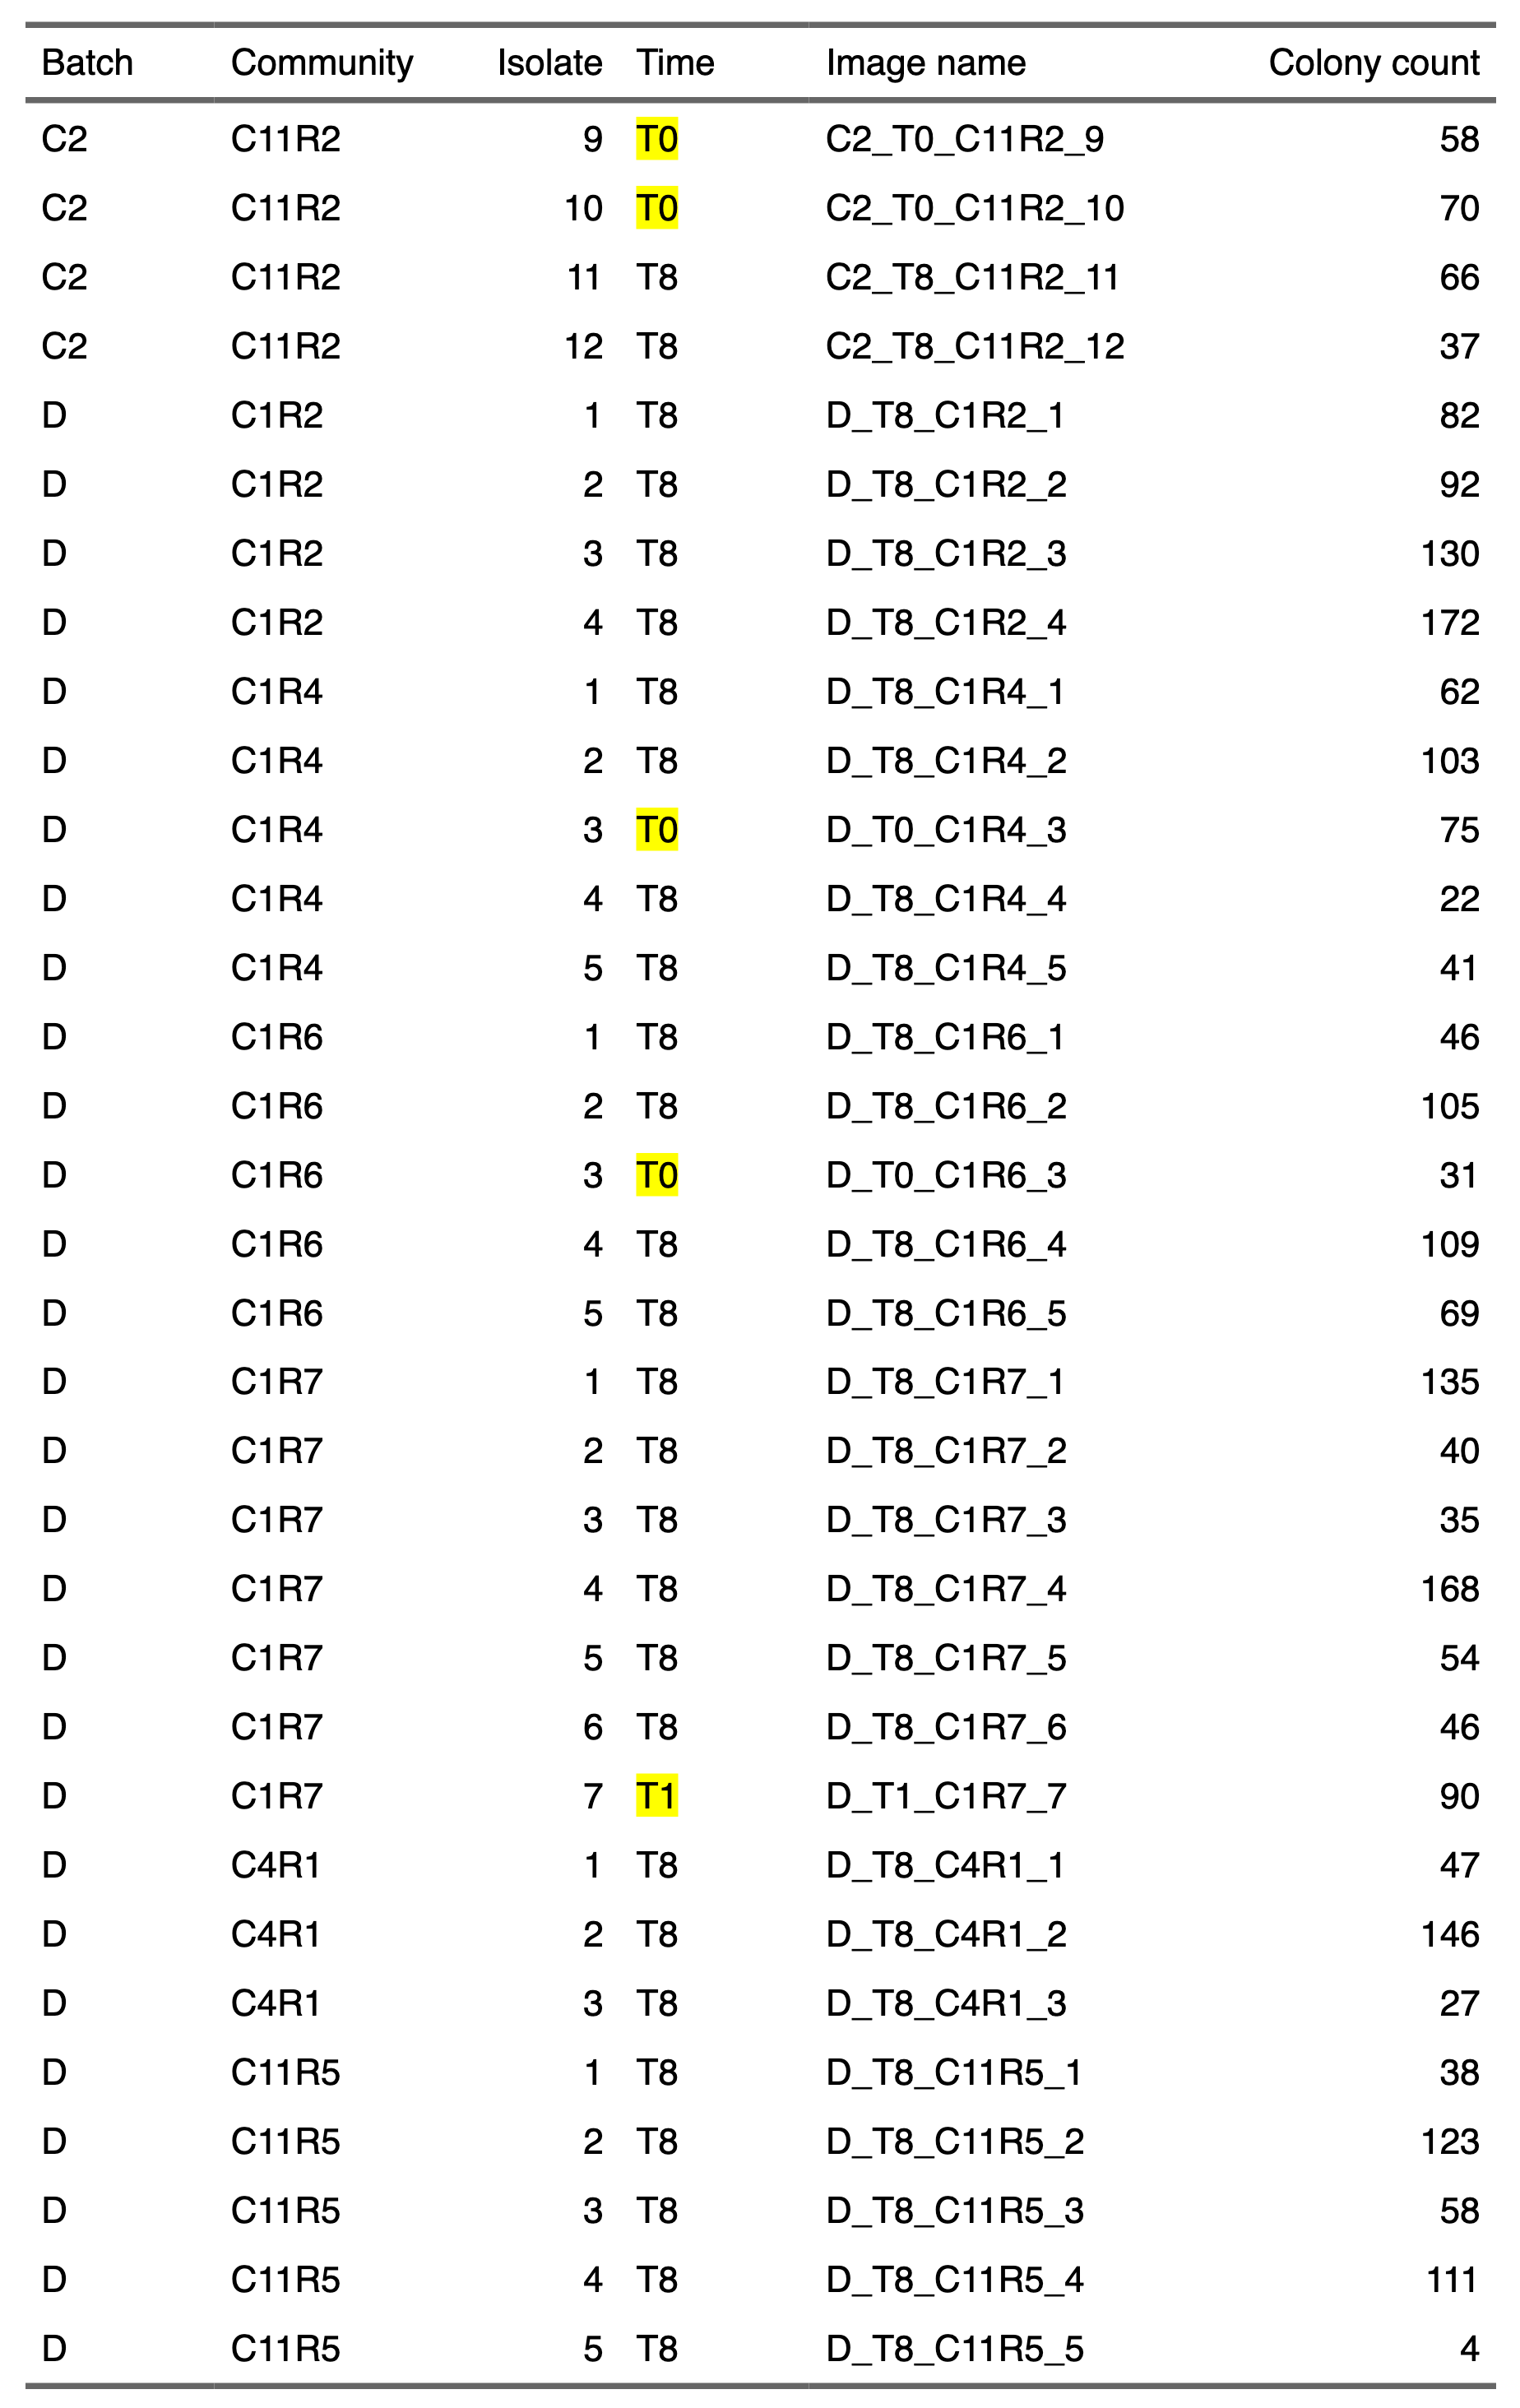 Batch Community Isolate Time Image name Colony count
C2 C11R2 9 T0 C2_T0_C11R2_9 58
C2 C11R2 10 T0 C2_T0_C11R2_10 70
C2 C11R2 11 T8 C2_T8_C11R2_11 66
C2 C11R2 12 T8 C2_T8_C11R2_12 37
D C1R2 1 T8 D_T8_C1R2_1 82
D C1R2 2 T8 D_T8_C1R2_2 92
D C1R2 3 T8 D_T8_C1R2_3 130
D C1R2 4 T8 D_T8_C1R2_4 172
D C1R4 1 T8 D_T8_C1R4_1 62
D C1R4 2 T8 D_T8_C1R4_2 103
D C1R4 3 T0 D_T0_C1R4_3 75
D C1R4 4 T8 D_T8_C1R4_4 22
D C1R4 5 T8 D_T8_C1R4_5 41
D C1R6 1 T8 D_T8_C1R6_1 46
D C1R6 2 T8 D_T8_C1R6_2 105
D C1R6 3 T0 D_T0_C1R6_3 31
D C1R6 4 T8 D_T8_C1R6_4 109
D C1R6 5 T8 D_T8_C1R6_5 69
D C1R7 1 T8 D_T8_C1R7_1 135
D C1R7 2 T8 D_T8_C1R7_2 40
D C1R7 3 T8 D_T8_C1R7_3 35
D C1R7 4 T8 D_T8_C1R7_4 168
D C1R7 5 T8 D_T8_C1R7_5 54
D C1R7 6 T8 D_T8_C1R7_6 46
D C1R7 7 T1 D_T1_C1R7_7 90
D C4R1 1 T8 D_T8_C4R1_1 47
D C4R1 2 T8 D_T8_C4R1_2 146
D C4R1 3 T8 D_T8_C4R1_3 27
D C11R5 1 T8 D_T8_C11R5_1 38
D C11R5 2 T8 D_T8_C11R5_2 123
D C11R5 3 T8 D_T8_C11R5_3 58
D C11R5 4 T8 D_T8_C11R5_4 111
D C11R5 5 T8 D_T8_C11R5_5 4